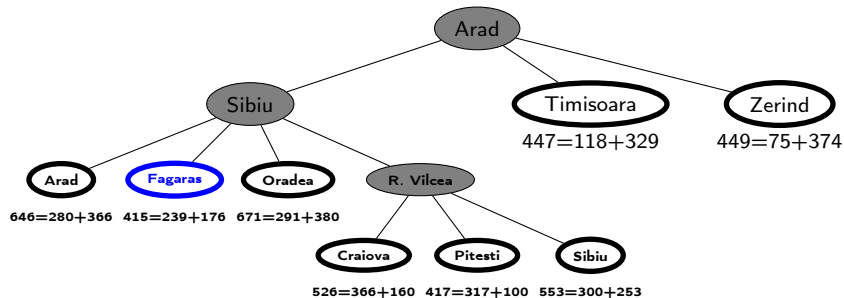 Arad
Sibiu Timisoara Zerind
447=118+329 449=75+374
Arad Fagaras Oradea R. Vilcea
646=280+366 415=239+176 671=291+380
Craiova Pitesti Sibiu
526=366+160 417=317+100 553=300+253